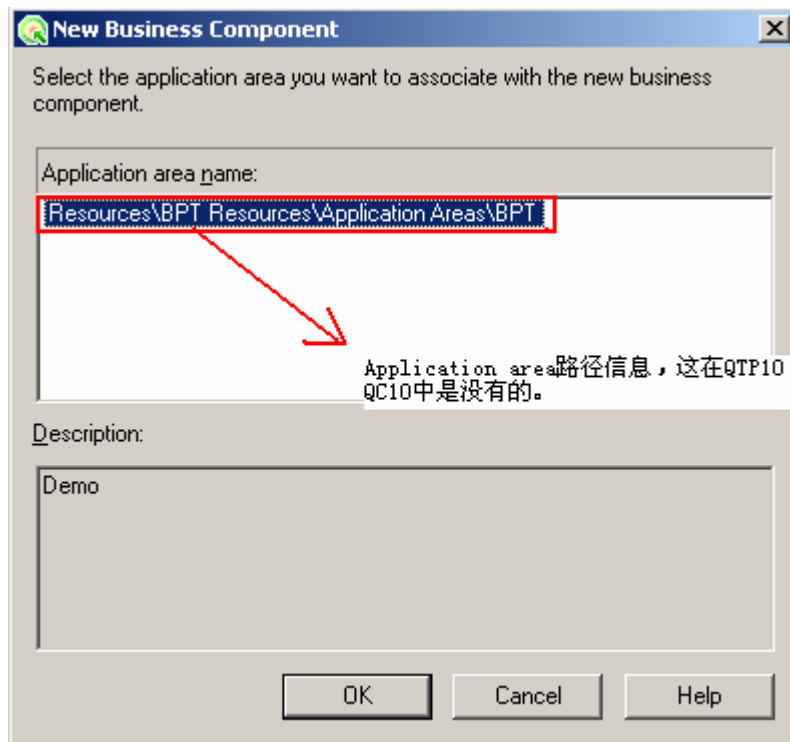 New Business Component
Select the application area you want to associate with the new business
component.
Application area name:
Resources\BPT Resources\Application Areas\BPT
Application area路径信息，这在QTP10
QC10中是没有的。
Description:
Demo
OK Cancel Help